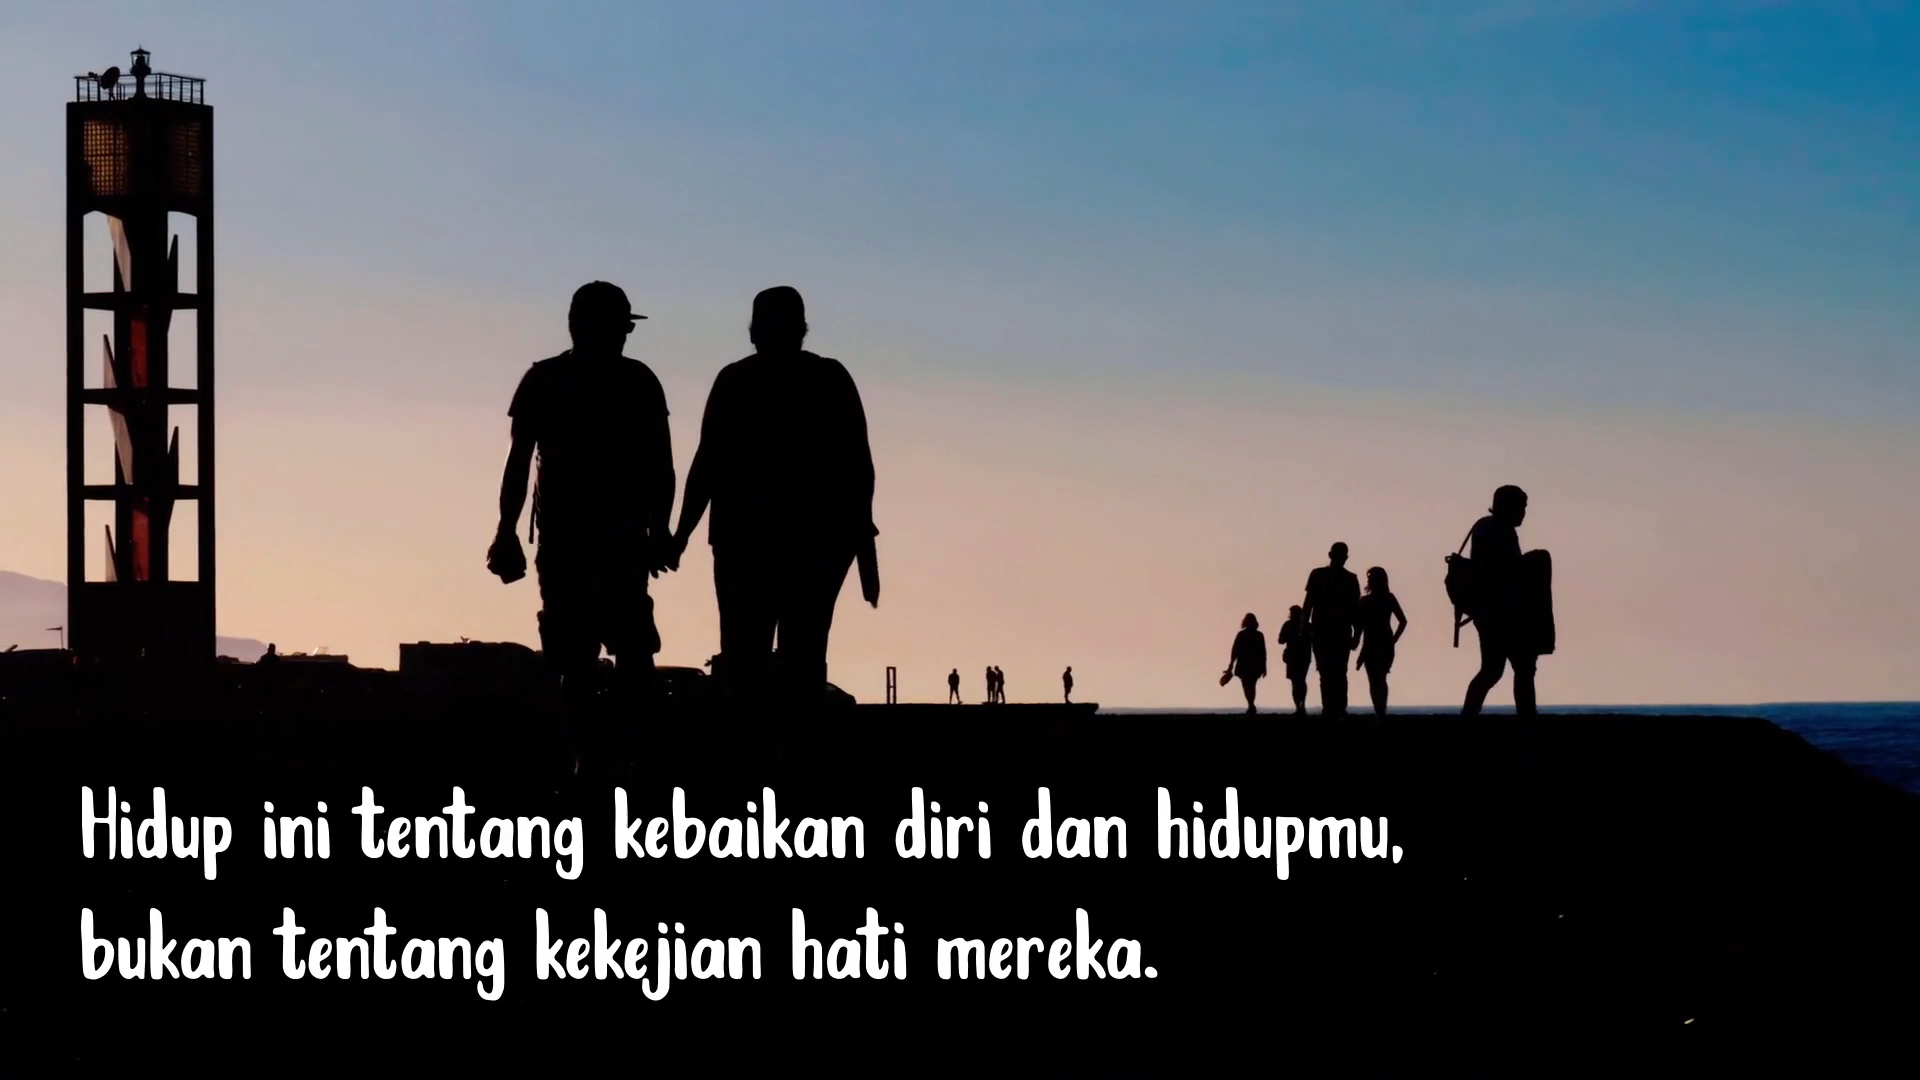 Hidup ini tentang kebaikan diri dan hidupmu,
bukan tentang kekejian hati mereka.